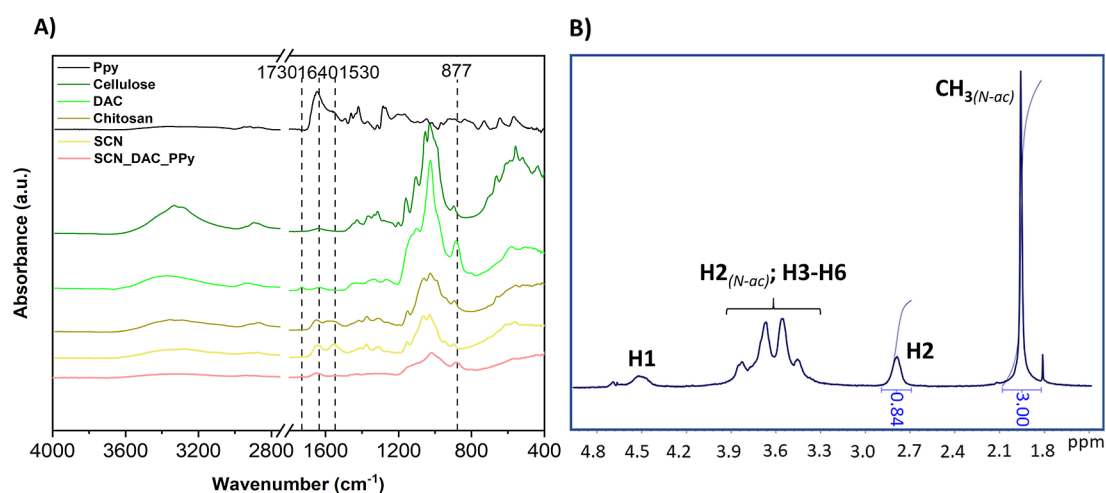 A)
B)
1730 1640 1530 877
Ppy
Cellulose
DAC
Chitosan
SCN
SCN_DAC_PPy
Absorbance (a.u.)
4000 3600 3200 2800 1600 1200 800 400
Wavenumber (cm-1)
CH3(N-ac)
H2(N-ac); H3-H6
H1
H2
0.84
3.00
4.8 4.5 4.2 3.9 3.6 3.3 3.0 2.7 2.4 2.1 1.8 ppm